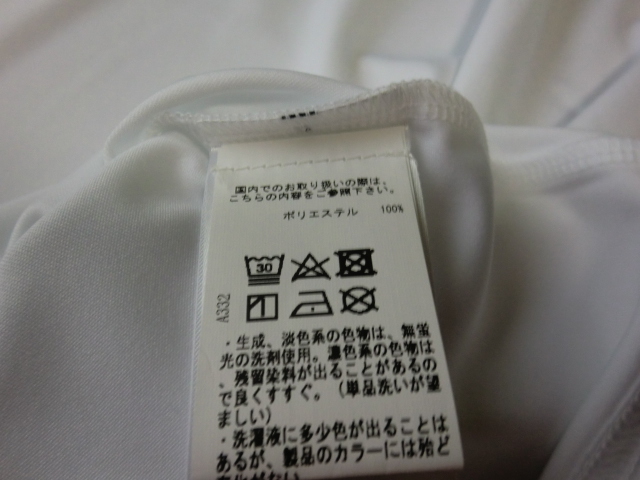 国内でのお取り扱いの際は、
こちらの内容をご参照下さい。
ポリエステル 100%
30
A332
・生成、淡色系の色物は、無蛍
光の洗剤使用。濃色系の色物は
、残留染料が出ることがあるの
で良くすすぐ。（単品洗いが望
ましい）
・洗濯液に多少色が出ることは
あるが、製品のカラーには殆ど